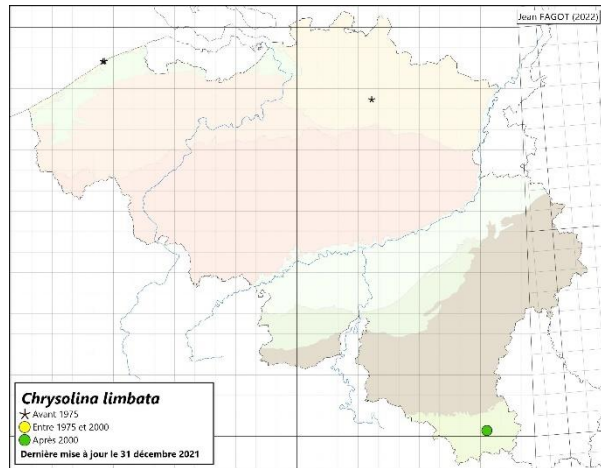 Jean FAGOT (2022)
Chrysolina limbata
Avant 1975
Entre 1975 et 2000
Après 2000
Dernière mise à jour le 31 décembre 2021